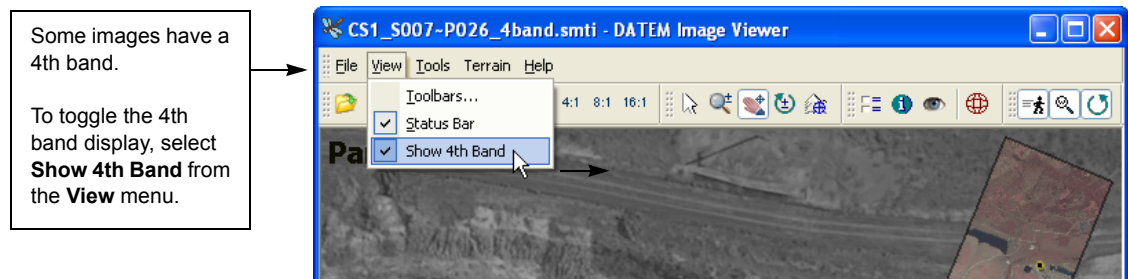 Some images have a
4th band.
To toggle the 4th
band display, select
Show 4th Band from
the View menu.
CS1_S007~P026_4band.smti - DATEM Image Viewer
File View Tools Terrain Help
4:1 8:1 16:1
Toolbars...
Status Bar
Show 4th Band
Pa